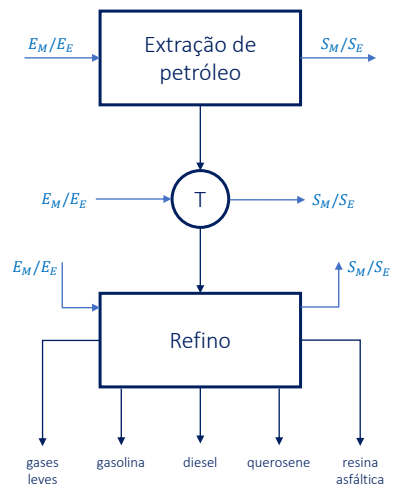 E_M/E_E
Extração de
petróleo
S_M/S_E
E_M/E_E
T
S_M/S_E
E_M/E_E
S_M/S_E
Refino
gases
leves
gasolina
diesel
querosene
resina
asfáltica